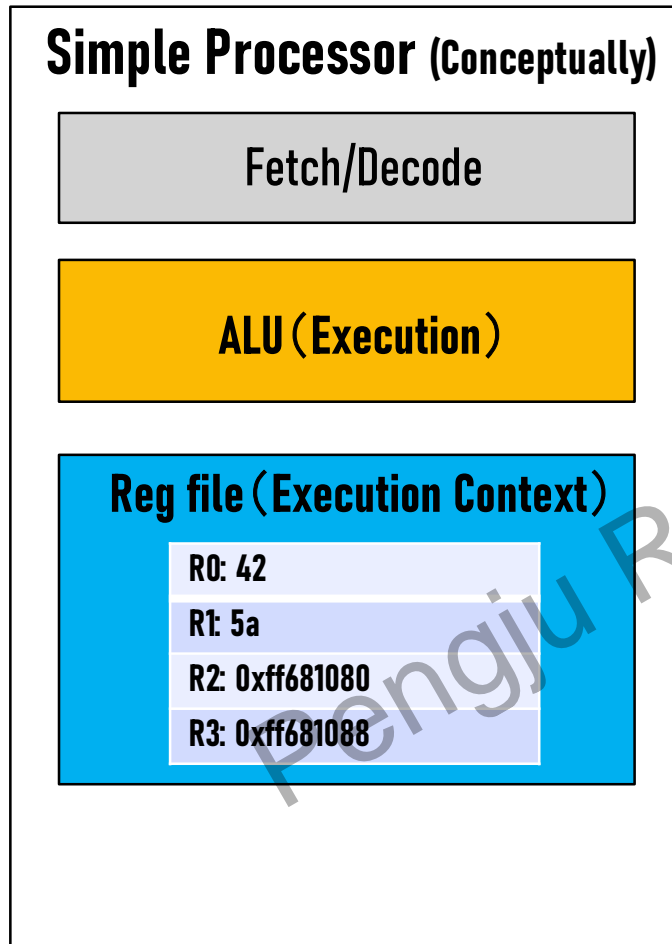 Simple Processor (Conceptually)
Fetch/Decode
ALU（Execution）
Reg file（Execution Context）
R0: 42
R1: 5a
R2: 0xff681080
R3: 0xff681088
Pengju R